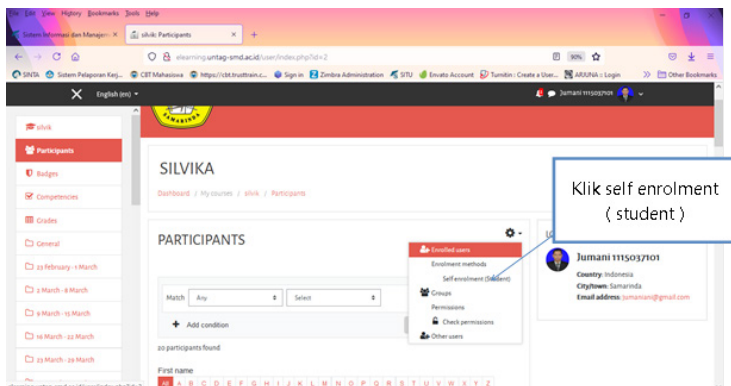 File Edit View History Bookmarks Tools Help
Sistem Informasi dan Manajem
silvik: Participants
elearning.untag-smd.ac.id/user/index.php?id=2
90%
SINTA
Sistem Pelaporan Kerj...
CBT Mahasiswa
https://cbt.trusttrain.c...
Sign in
Zimbra Administration
SITU
Envato Account
Turnitin : Create a User...
ARJUNA :: Login
Other Bookmarks
English (en)
Jumani 1115037101
SAMARINDA
silvik
Participants
Badges
Competencies
Grades
General
23 February - 1 March
2 March - 8 March
9 March - 15 March
16 March - 22 March
23 March - 29 March
SILVIKA
Dashboard / My courses / silvik / Participants
Klik self enrolment
( student )
PARTICIPANTS
Enrolled users
Enrolment methods
Self enrolment (Student)
Groups
Permissions
Check permissions
Other users
Match
Any
Select
Add condition
20 participants found
First name
All A B C D E F G H I J K L M N O P Q R S T U V W X Y Z
Jumani 1115037101
Country: Indonesia
City/town: Samarinda
Email address: jumaniani@gmail.com